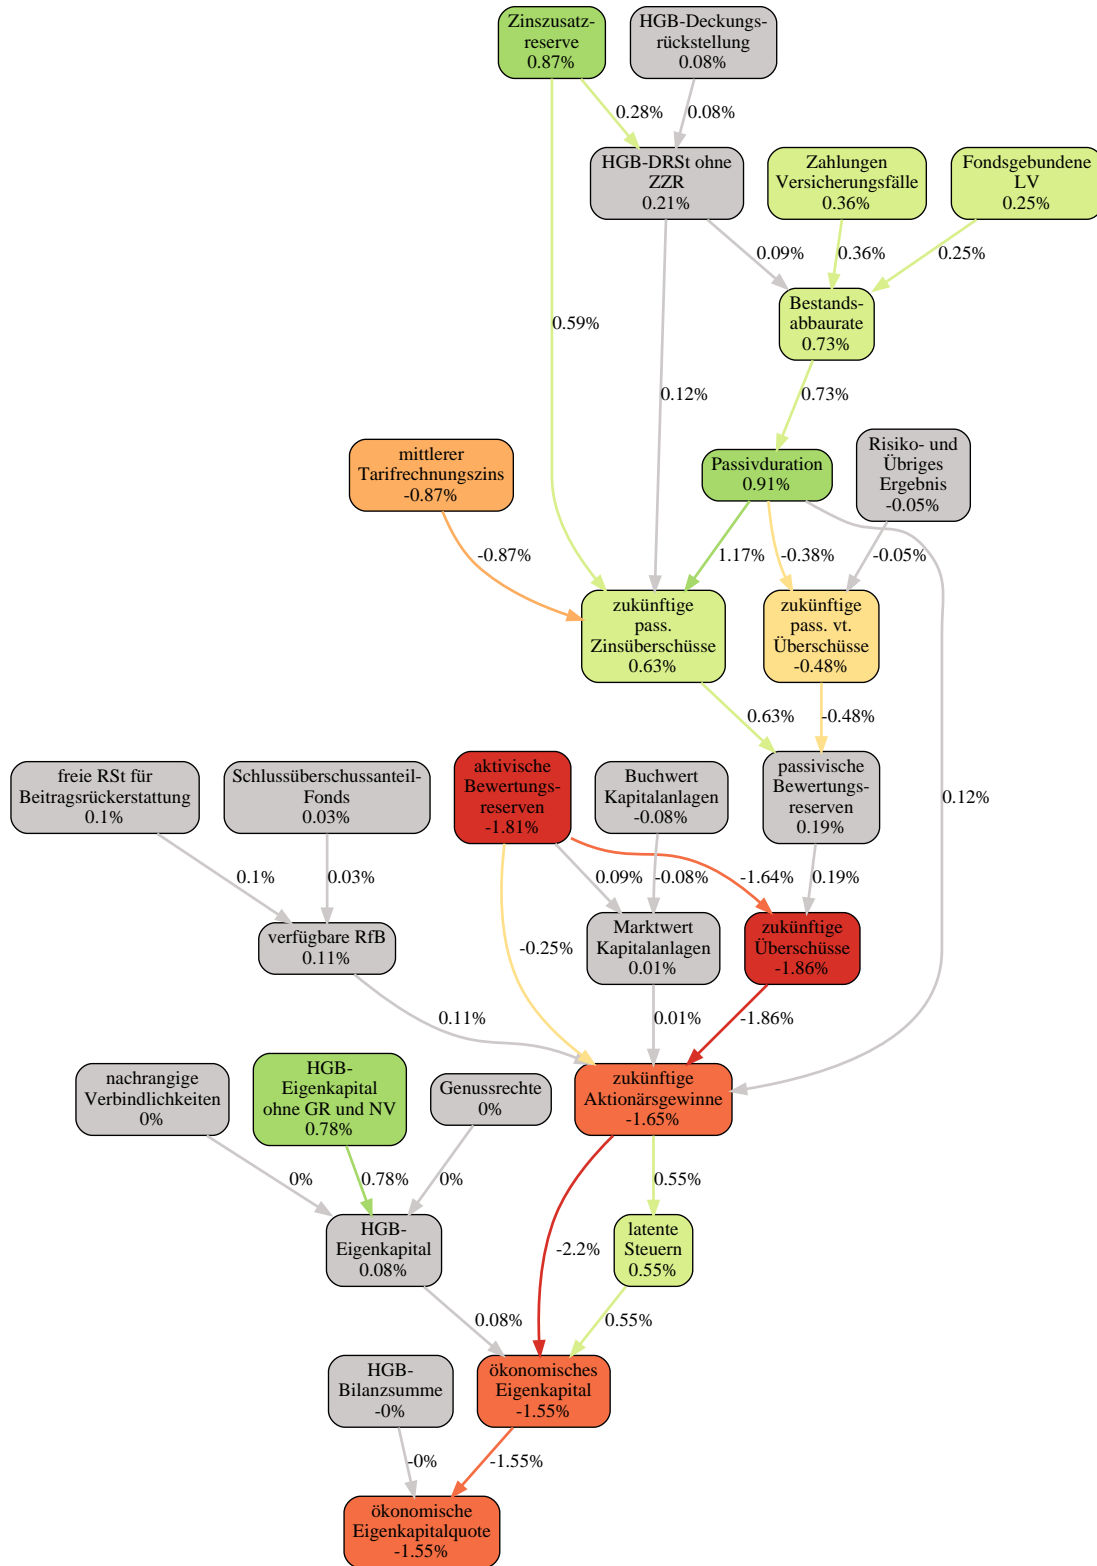 Zinszusatz-
reserve
0.87%
HGB-Deckungs-
rückstellung
0.08%
0.28%
0.08%
HGB-DRSt ohne
ZZR
0.21%
Zahlungen
Versicherungsfälle
0.36%
Fondsgebundene
LV
0.25%
0.09%
0.36%
0.25%
Bestands-
abbaurate
0.73%
0.59%
0.12%
0.73%
mittlerer
Tarifrechnungszins
-0.87%
Passivduration
0.91%
Risiko- und
Übriges
Ergebnis
-0.05%
-0.87%
1.17%
-0.38%
-0.05%
zukünftige
pass.
Zinsüberschüsse
0.63%
zukünftige
pass. vt.
Überschüsse
-0.48%
0.63%
-0.48%
freie RSt für
Beitragsrückerstattung
0.1%
Schlussüberschussanteil-
Fonds
0.03%
aktivische
Bewertungs-
reserven
-1.81%
Buchwert
Kapitalanlagen
-0.08%
passivische
Bewertungs-
reserven
0.19%
0.12%
0.1%
0.03%
0.09%
-0.08%
-1.64%
0.19%
verfügbare RfB
0.11%
-0.25%
Marktwert
Kapitalanlagen
0.01%
zukünftige
Überschüsse
-1.86%
0.11%
0.01%
-1.86%
nachrangige
Verbindlichkeiten
0%
HGB-
Eigenkapital
ohne GR und NV
0.78%
Genussrechte
0%
zukünftige
Aktionärsgewinne
-1.65%
0%
0.78%
0%
0.55%
HGB-
Eigenkapital
0.08%
-2.2%
latente
Steuern
0.55%
0.08%
0.55%
HGB-
Bilanzsumme
-0%
ökonomisches
Eigenkapital
-1.55%
-0%
-1.55%
ökonomische
Eigenkapitalquote
-1.55%